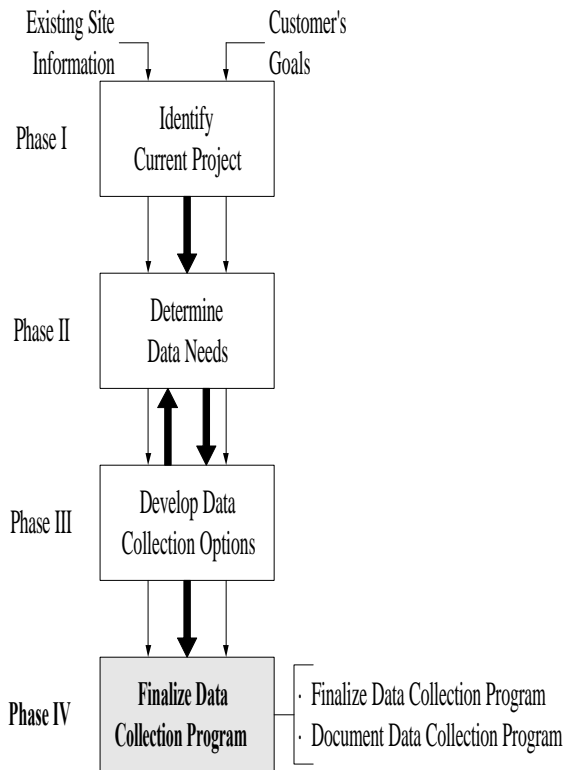 Existing Site
Information
Customer's
Goals
Phase I
Identify
Current Project
Phase II
Determine
Data Needs
Phase III
Develop Data
Collection Options
Phase IV
Finalize Data
Collection Program
· Finalize Data Collection Program
· Document Data Collection Program